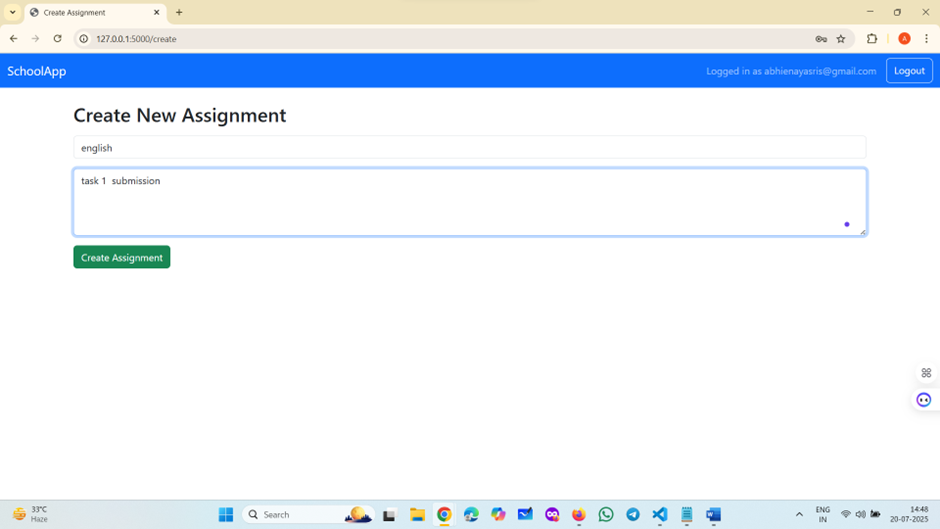 Create Assignment
127.0.0.1:5000/create
A
SchoolApp
Logged in as abhienayasris@gmail.com
Logout
Create New Assignment
english
task 1  submission
Create Assignment
33°C
Haze
Search
ENG
IN
14:48
20-07-2025